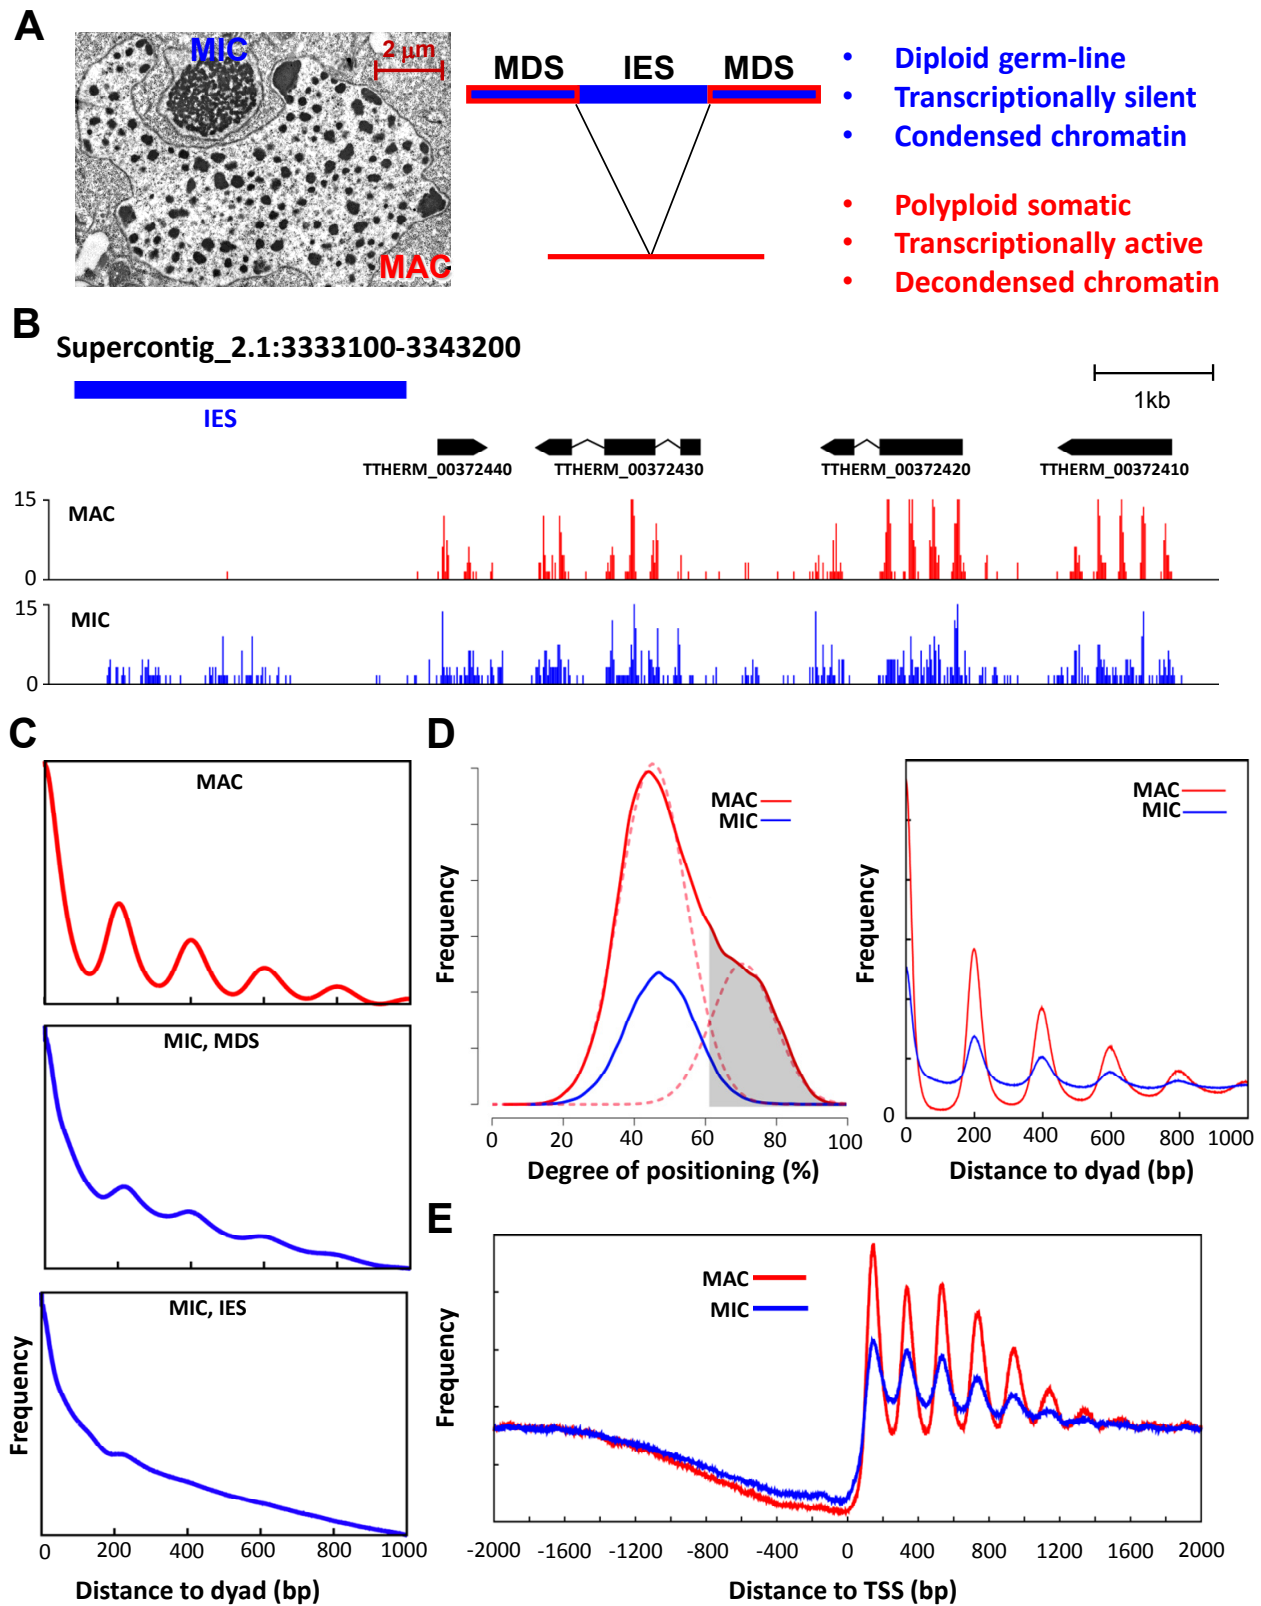 A
MIC
2 μm
MAC
MDS IES MDS
• Diploid germ-line
• Transcriptionally silent
• Condensed chromatin
• Polyploid somatic
• Transcriptionally active
• Decondensed chromatin
B
Supercontig_2.1:3333100-3343200
IES
1kb
TTHERM_00372440 TTHERM_00372430 TTHERM_00372420 TTHERM_00372410
15
MAC
0
15
MIC
0
C
MAC
MIC, MDS
MIC, IES
Frequency
0 200 400 600 800 1000
Distance to dyad (bp)
D
MAC
MIC
Frequency
0 20 40 60 80 100
Degree of positioning (%)
MAC
MIC
Frequency
0
0 200 400 600 800 1000
Distance to dyad (bp)
E
MAC
MIC
Frequency
-2000 -1600 -1200 -800 -400 0 400 800 1200 1600 2000
Distance to TSS (bp)